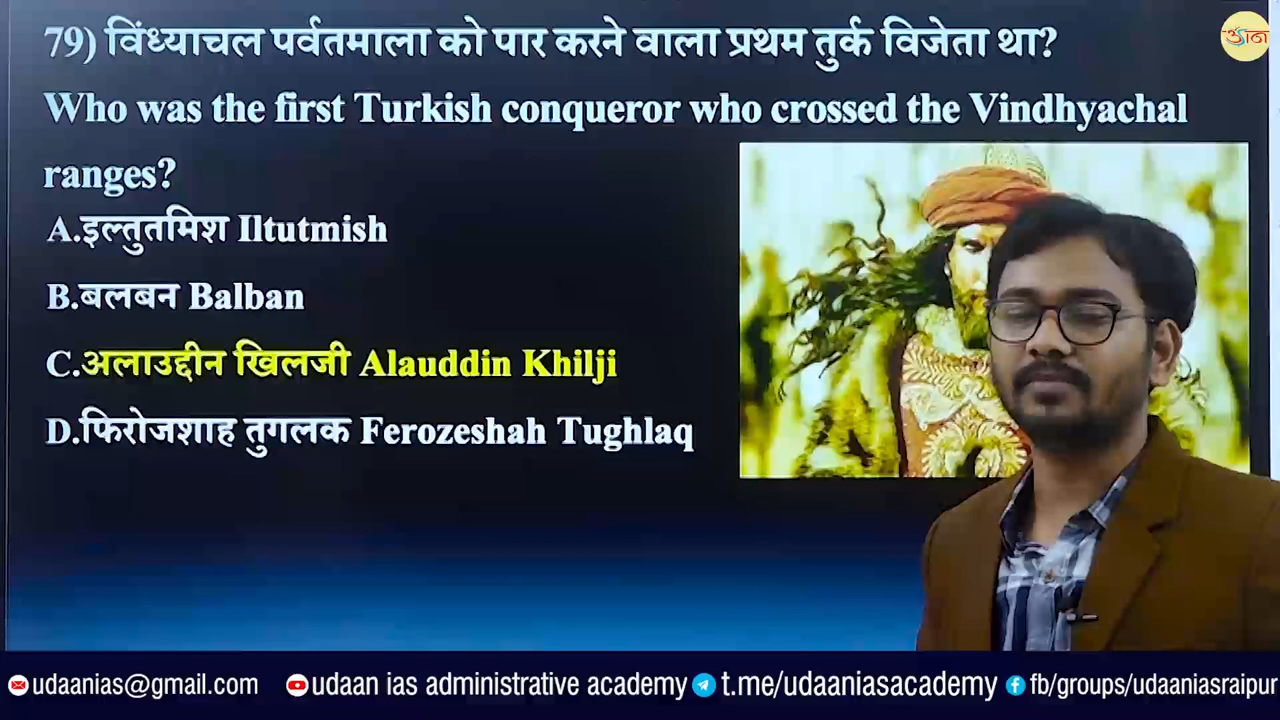 उड़ान
79) विंध्याचल पर्वतमाला को पार करने वाला प्रथम तुर्क विजेता था?
Who was the first Turkish conqueror who crossed the Vindhyachal
ranges?
A.इल्तुतमिश Iltutmish
B.बलबन Balban
C.अलाउद्दीन खिलजी Alauddin Khilji
D.फिरोजशाह तुगलक Ferozeshah Tughlaq
udaanias@gmail.com udaan ias administrative academy t.me/udaaniasacademy fb/groups/udaaniasraipur